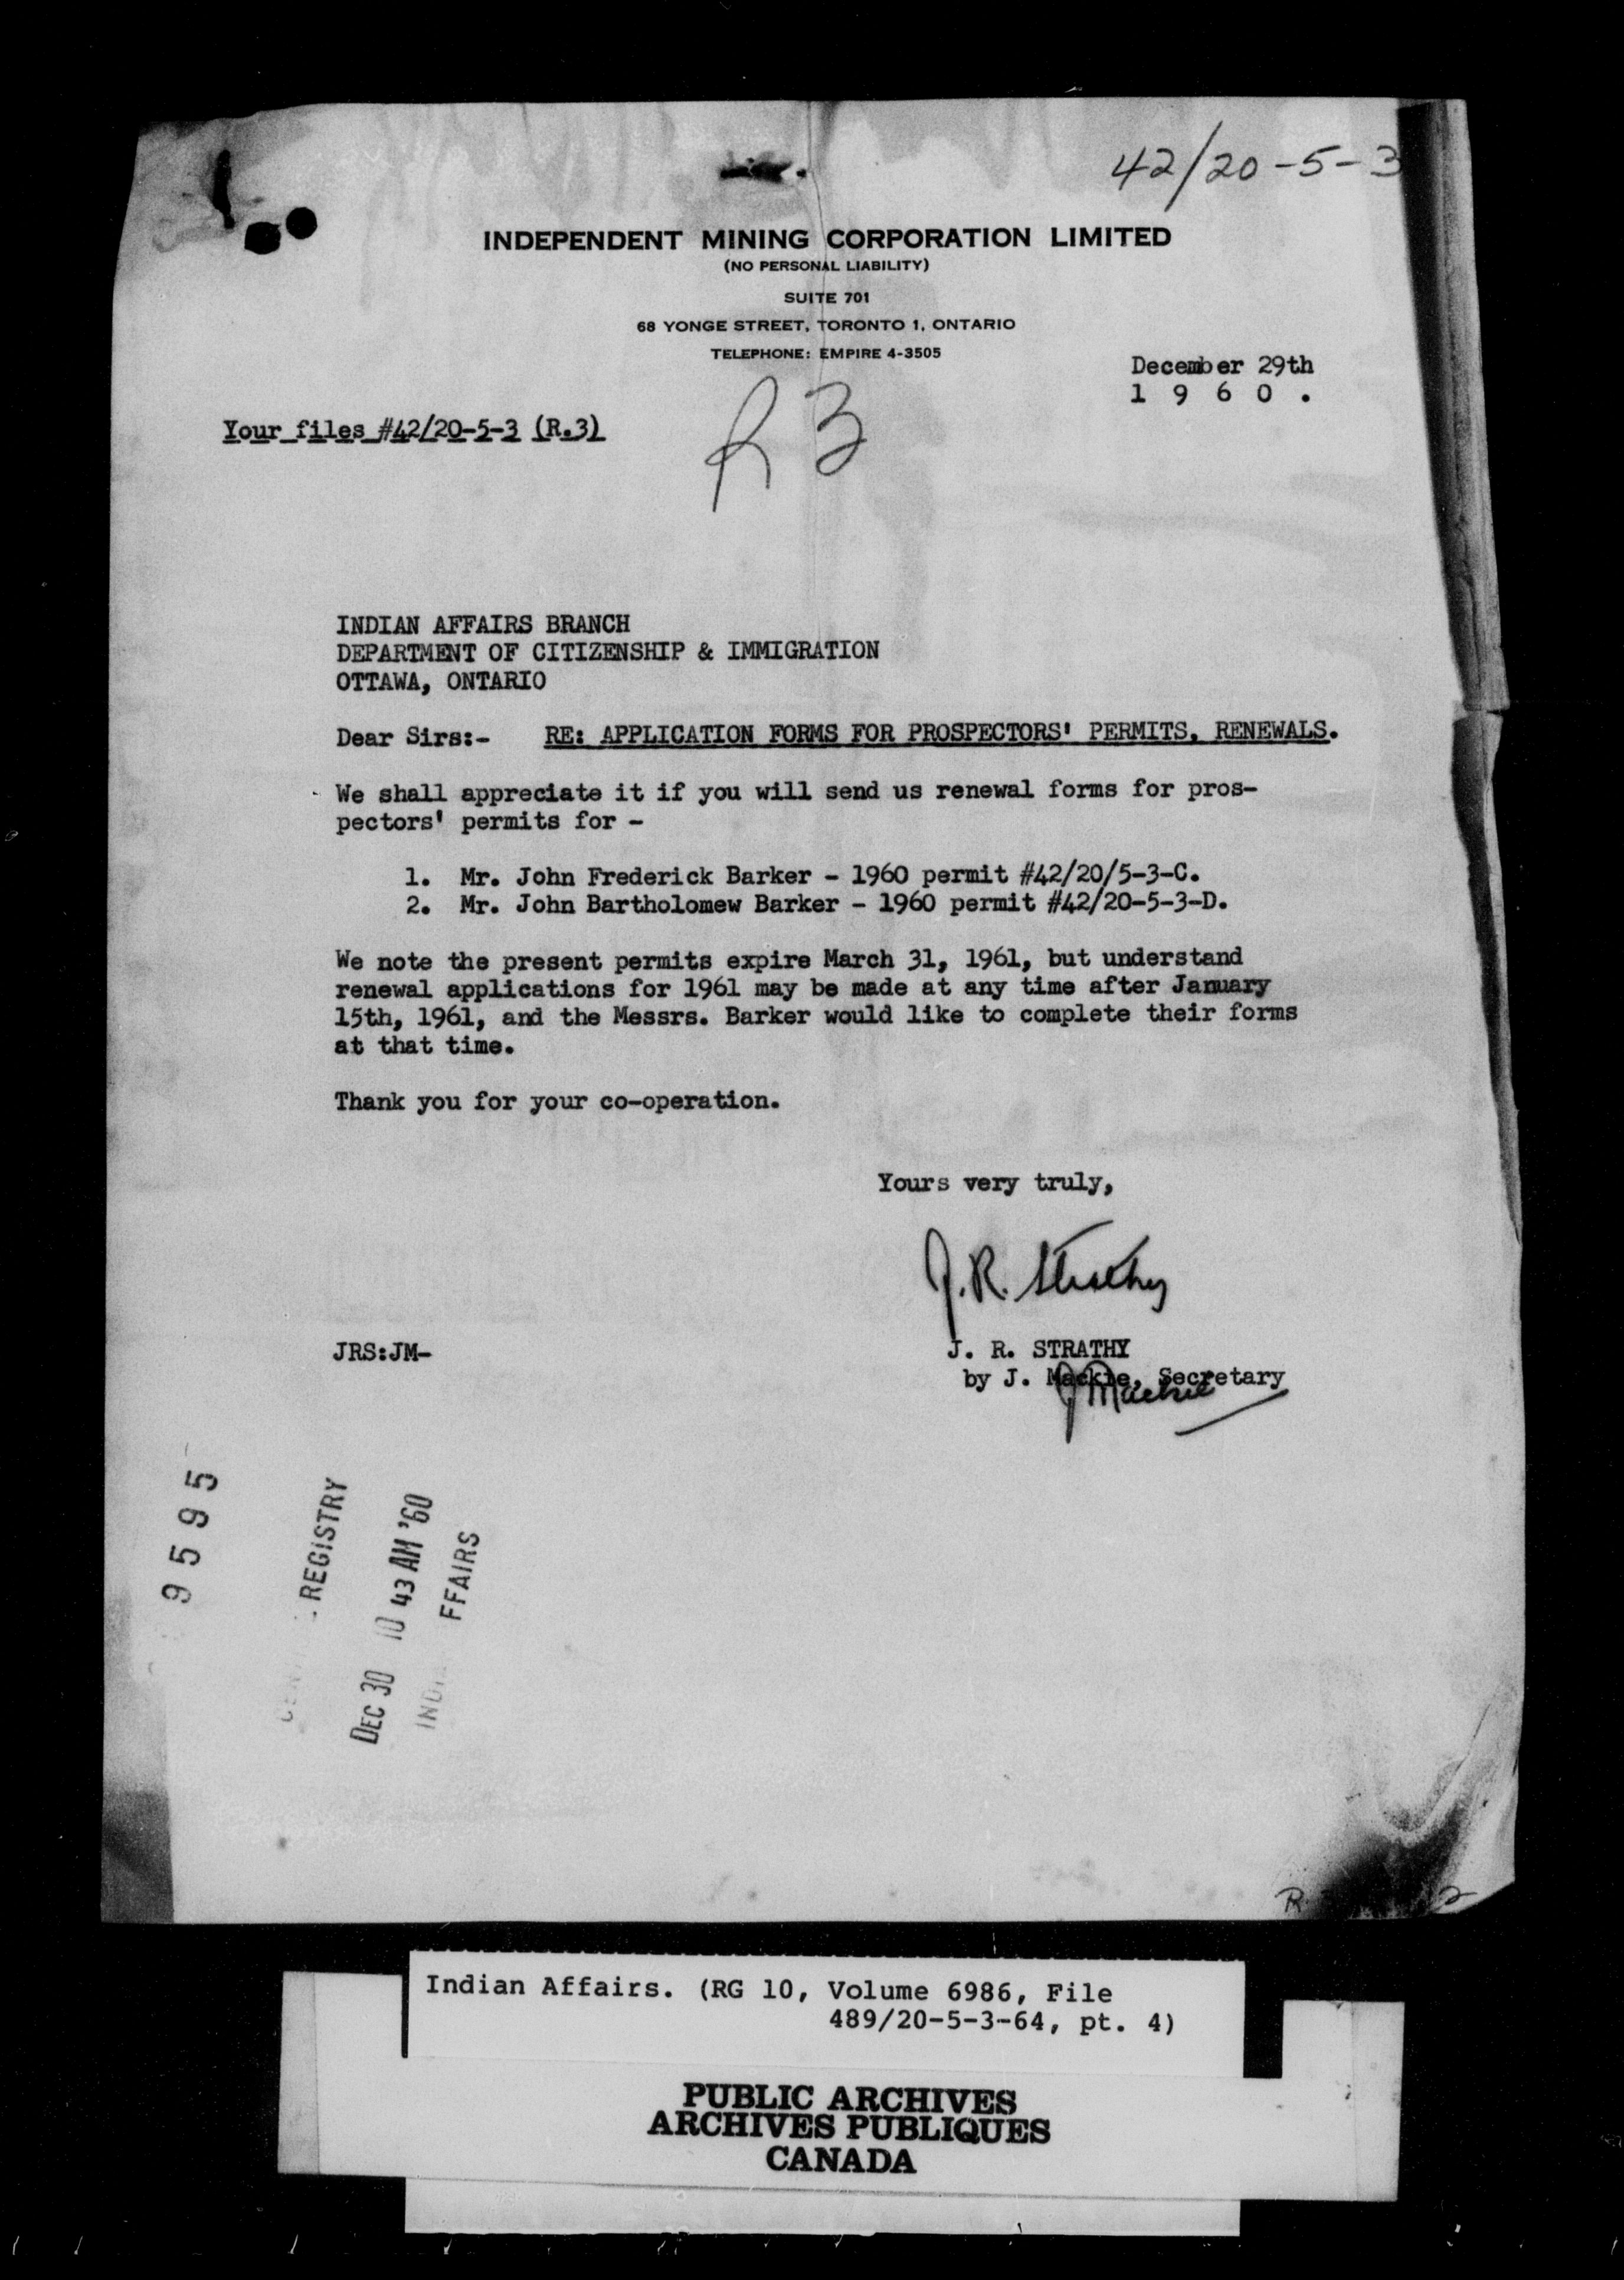 42/20-5-3
INDEPENDENT MINING CORPORATION LIMITED
(NO PERSONAL LIABILITY)
SUITE 701
68 YONGE STREET, TORONTO 1, ONTARIO
TELEPHONE: EMPIRE 4-3505
December 29th
1 9 6 0 .
Your files #42/20-5-3 (R.3)
R 3
INDIAN AFFAIRS BRANCH
DEPARTMENT OF CITIZENSHIP & IMMIGRATION
OTTAWA, ONTARIO
Dear Sirs:- RE: APPLICATION FORMS FOR PROSPECTORS' PERMITS, RENEWALS.
We shall appreciate it if you will send us renewal forms for pros-
pectors' permits for -
1. Mr. John Frederick Barker - 1960 permit #42/20/5-3-C.
2. Mr. John Bartholomew Barker - 1960 permit #42/20-5-3-D.
We note the present permits expire March 31, 1961, but understand
renewal applications for 1961 may be made at any time after January
15th, 1961, and the Messrs. Barker would like to complete their forms
at that time.
Thank you for your co-operation.
Yours very truly,
J. R. Strathy
JRS:JM-
J. R. STRATHY
by J. Mackie, Secretary
J Mackie
9595
REGISTRY
DEC 30 10 43 AM '60
FFAIRS
Indian Affairs. (RG 10, Volume 6986, File
489/20-5-3-64, pt. 4)
PUBLIC ARCHIVES
ARCHIVES PUBLIQUES
CANADA